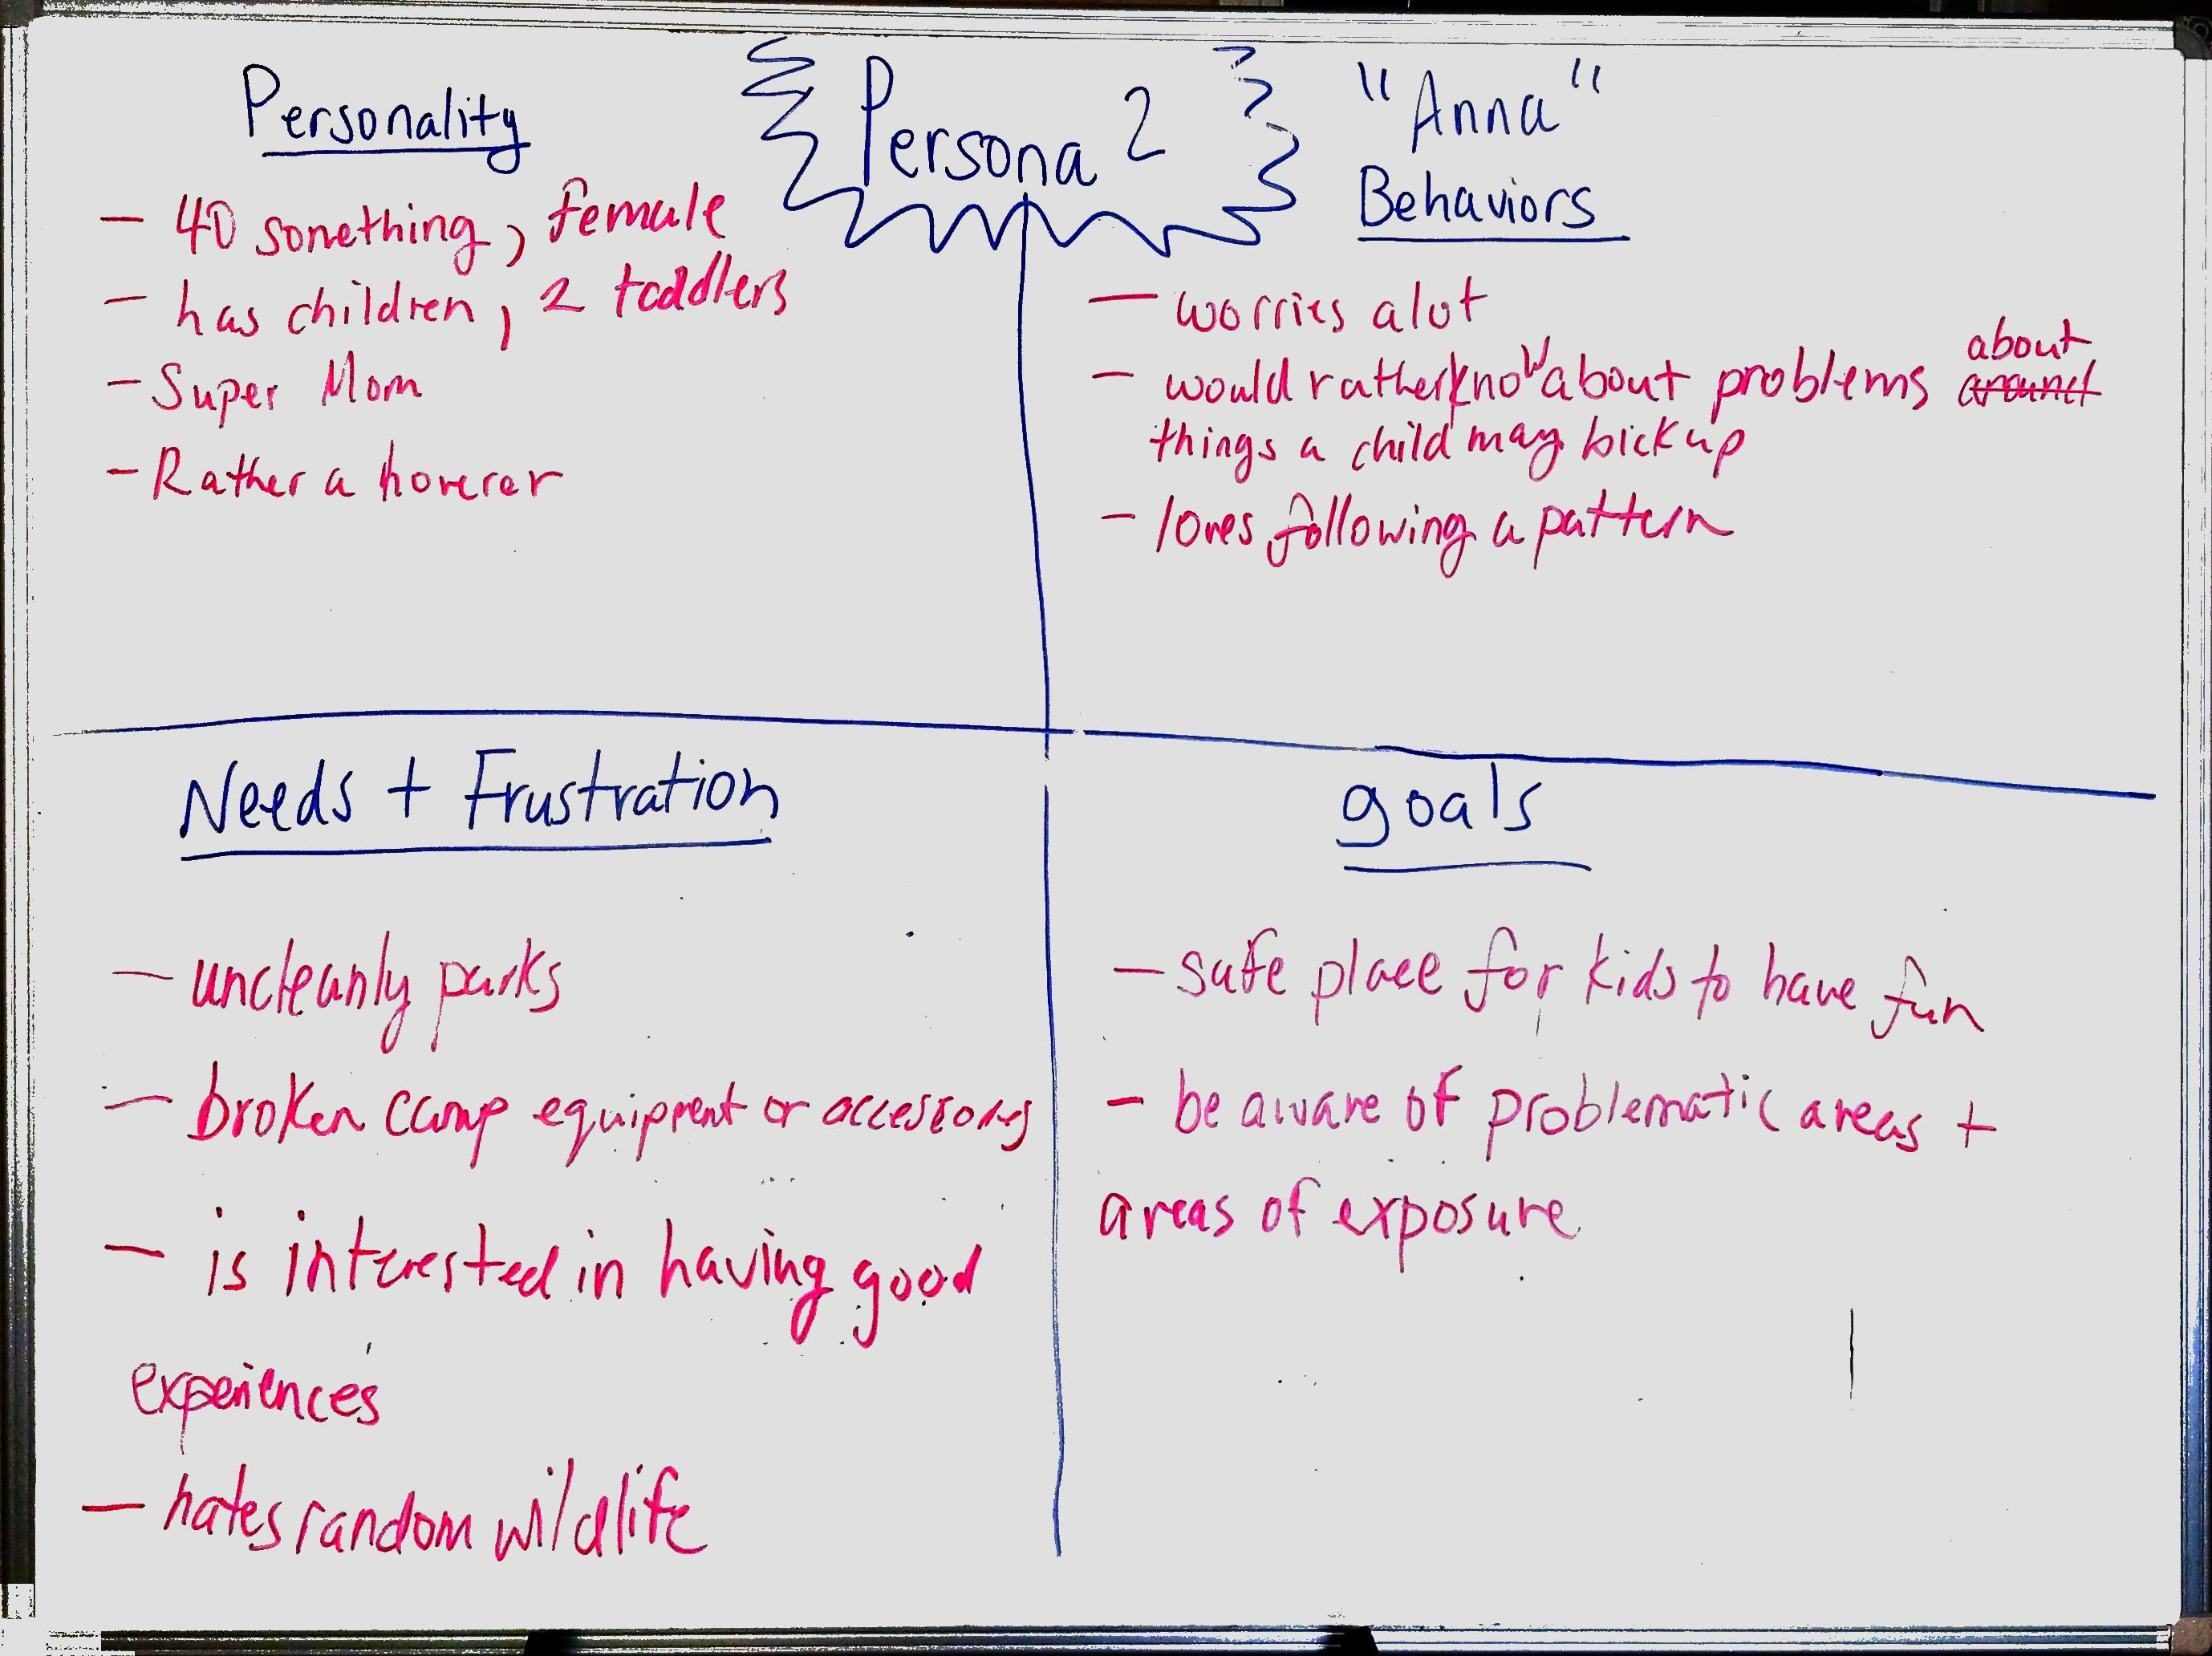 Persona 2
"Anna"
Personality
- 40 something, female
- has children, 2 toddlers
- Super Mom
- Rather a hoverer
Behaviors
- worries alot
- would rather know about problems about around
things a child may bick up
- loves following a pattern
Needs + Frustration
- uncleanly parks
- broken camp equipment or accessories
- is interested in having good
experiences
- hates random wildlife
goals
- safe place for kids to have fun
- be aware of problematic areas +
areas of exposure